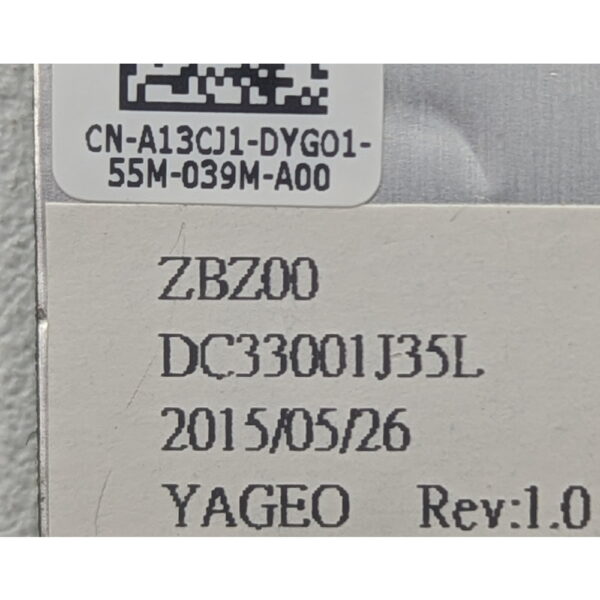 CN-A13CJ1-DYG01-
55M-039M-A00
ZBZ00
DC33001J35L
2015/05/26
YAGEO Rev:1.0